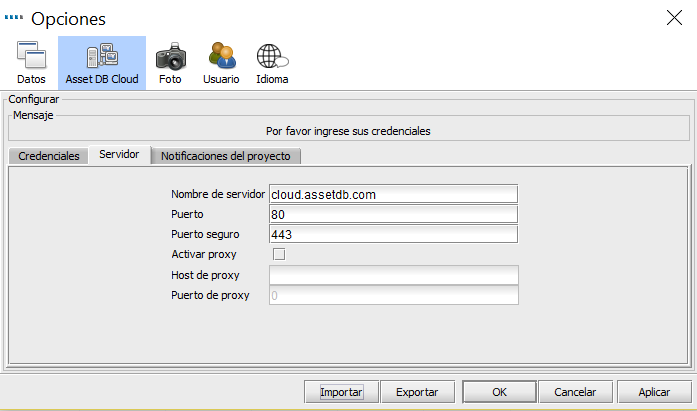 Opciones
Datos Asset DB Cloud Foto Usuario Idioma
Configurar
Mensaje
Por favor ingrese sus credenciales
Credenciales Servidor Notificaciones del proyecto
Nombre de servidor cloud.assetdb.com
Puerto 80
Puerto seguro 443
Activar proxy
Host de proxy
Puerto de proxy 0
Importar Exportar OK Cancelar Aplicar